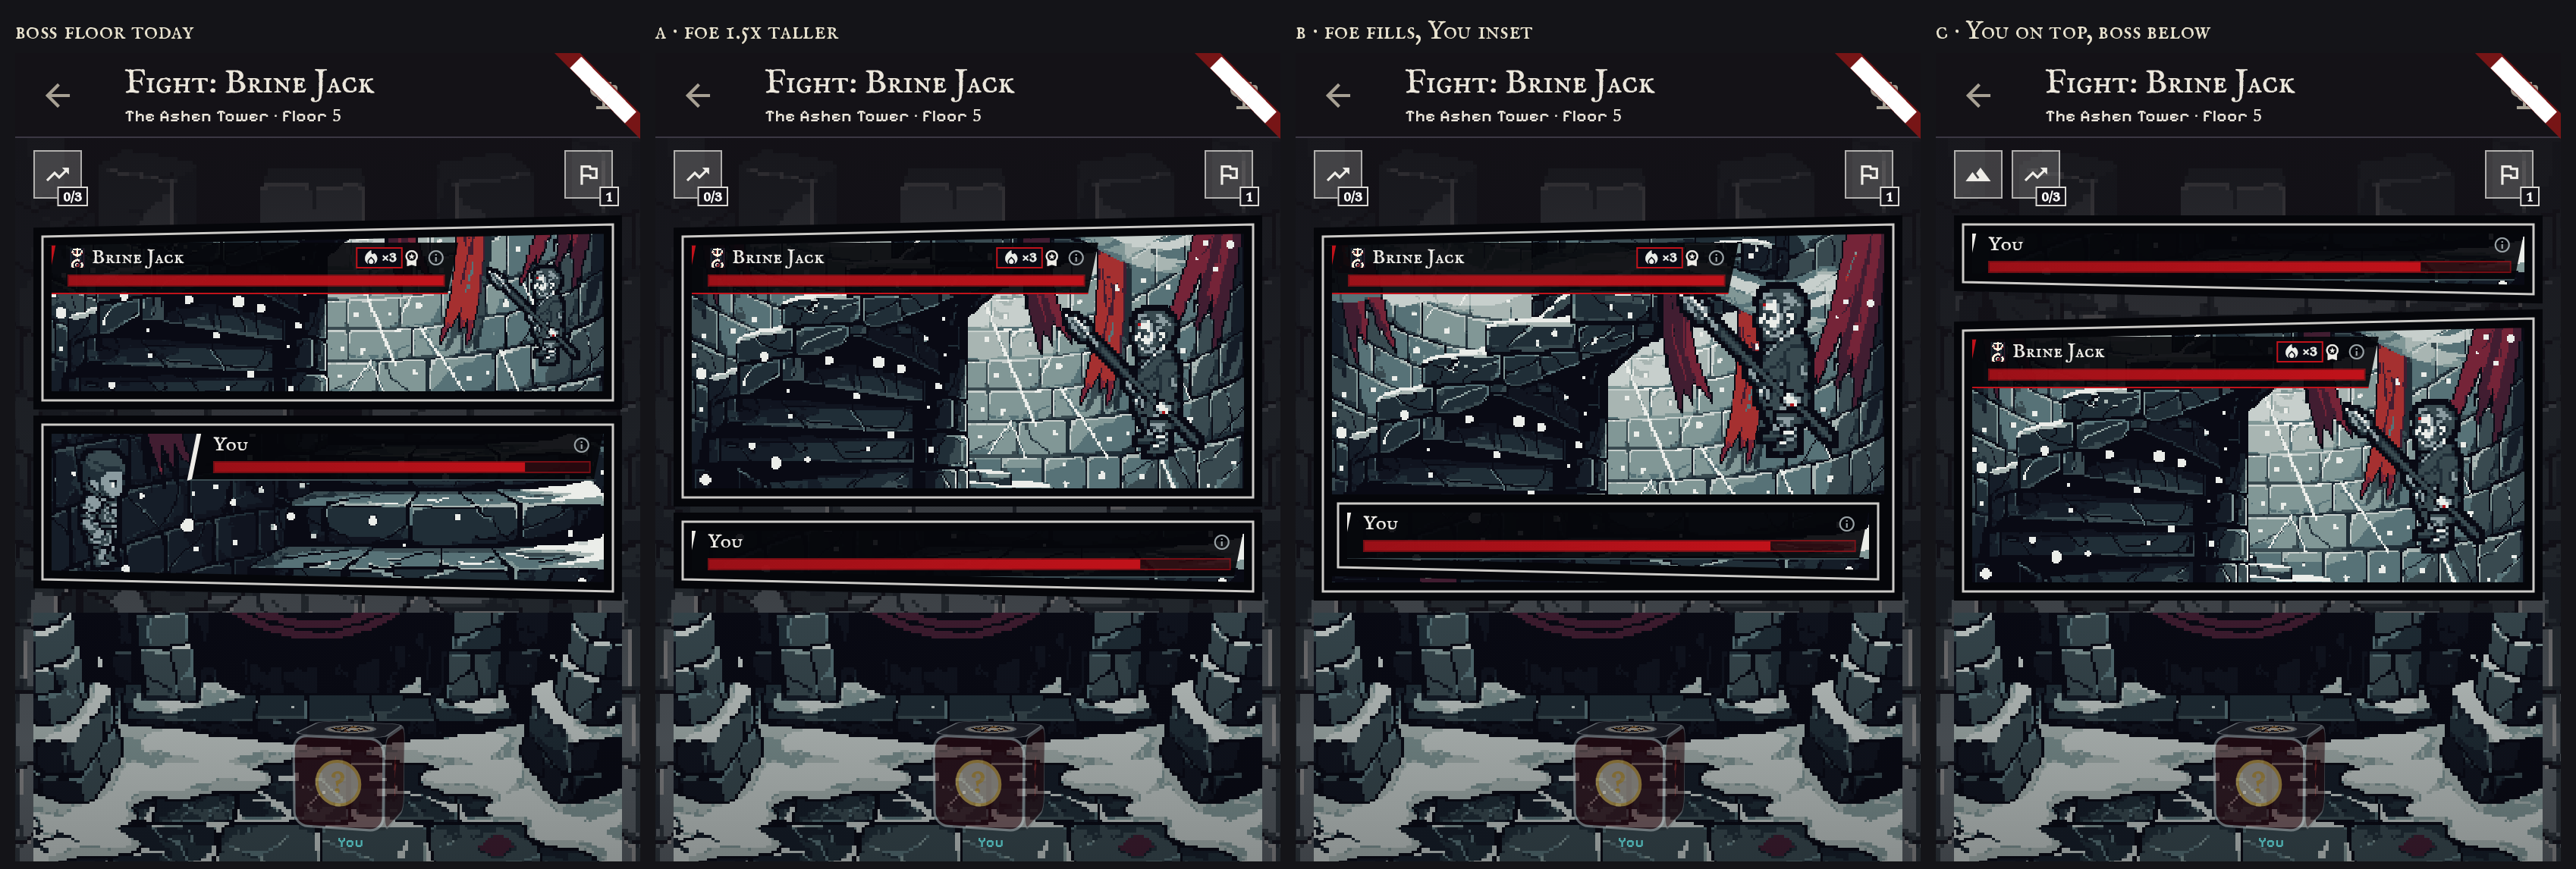 BOSS FLOOR TODAY
Fight: Brine Jack
The Ashen Tower · Floor 5
0/3
1
Brine Jack
×3
You
You
A · FOE 1.5X TALLER
Fight: Brine Jack
The Ashen Tower · Floor 5
0/3
1
Brine Jack
×3
You
You
B · FOE FILLS, YOU INSET
Fight: Brine Jack
The Ashen Tower · Floor 5
0/3
1
Brine Jack
×3
You
You
C · YOU ON TOP, BOSS BELOW
Fight: Brine Jack
The Ashen Tower · Floor 5
0/3
1
You
Brine Jack
×3
You